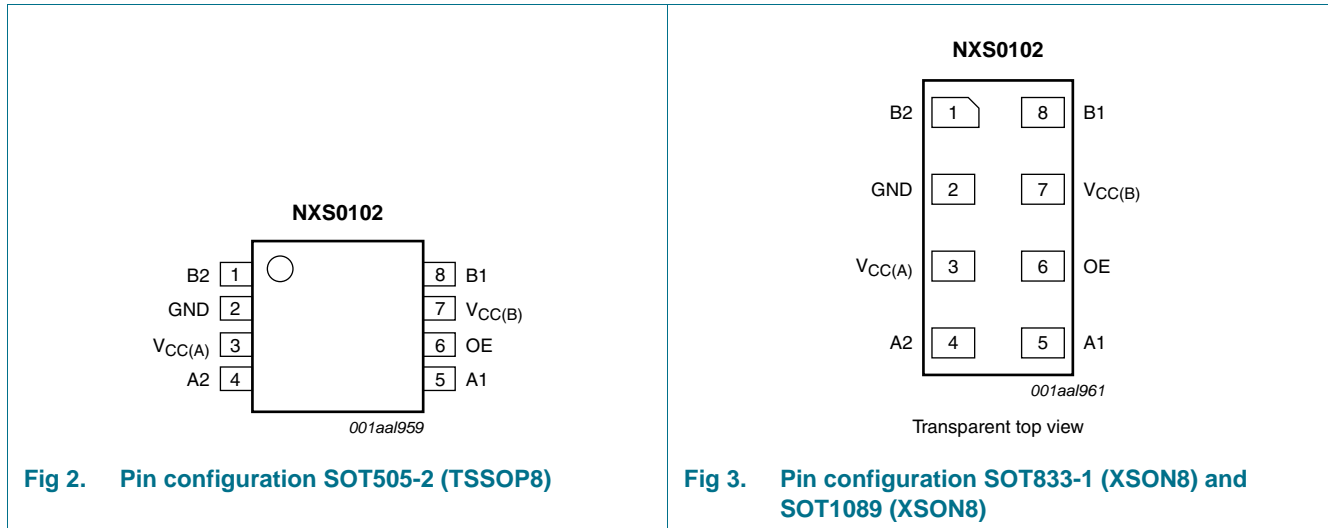 NXS0102
B2 1 8 B1
GND 2 7 VCC(B)
VCC(A) 3 6 OE
A2 4 5 A1
001aal959
Fig 2. Pin configuration SOT505-2 (TSSOP8)
NXS0102
B2 1 8 B1
GND 2 7 VCC(B)
VCC(A) 3 6 OE
A2 4 5 A1
001aal961
Transparent top view
Fig 3. Pin configuration SOT833-1 (XSON8) and
SOT1089 (XSON8)